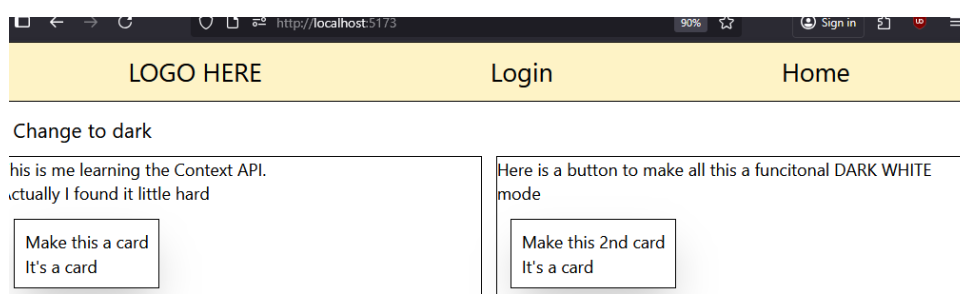 http://localhost:5173
90%
Sign in
LOGO HERE
Login
Home
Change to dark
his is me learning the Context API.
ctually I found it little hard
Make this a card
It's a card
Here is a button to make all this a funcitonal DARK WHITE
mode
Make this 2nd card
It's a card